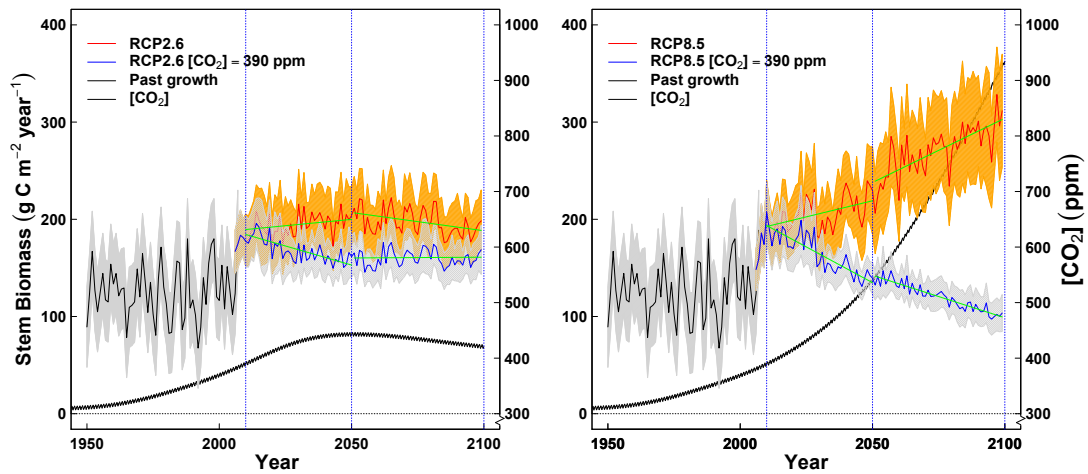 Stem Biomass (g C m⁻² year⁻¹)
400
300
200
100
0
RCP2.6
RCP2.6 [CO₂] = 390 ppm
Past growth
[CO₂]
1000
900
800
700
600
500
400
300
1950 2000 2050 2100
Year
400
300
200
100
0
RCP8.5
RCP8.5 [CO₂] = 390 ppm
Past growth
[CO₂]
1000
900
800
700
600
500
400
300
[CO₂] (ppm)
1950 2000 2050 2100
Year